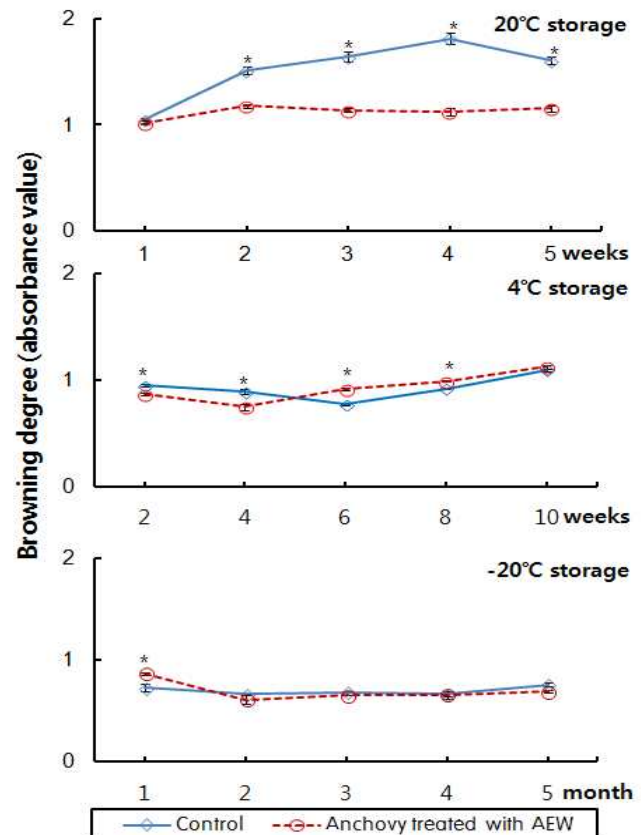 Browning degree (absorbance value)
20℃ storage
2
* * * * 
1
0
1 2 3 4 5 weeks
4℃ storage
2
* * * *
1
0
2 4 6 8 10 weeks
-20℃ storage
2
*
1
0
1 2 3 4 5 month
Control Anchovy treated with AEW